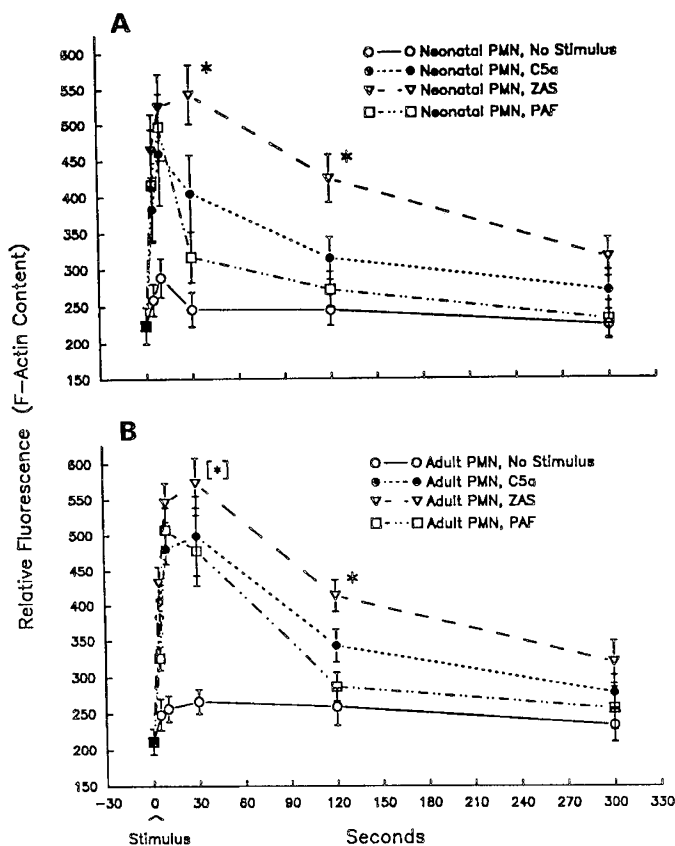 A
Relative Fluorescence (F-Actin Content)
600
550
500
450
400
350
300
250
200
150
Neonatal PMN, No Stimulus
Neonatal PMN, C5a
Neonatal PMN, ZAS
Neonatal PMN, PAF
*
*
B
600
550
500
450
400
350
300
250
200
150
Adult PMN, No Stimulus
Adult PMN, C5a
Adult PMN, ZAS
Adult PMN, PAF
[*]
*
-30 0 30 60 90 120 150 180 210 240 270 300 330
^
Stimulus
Seconds